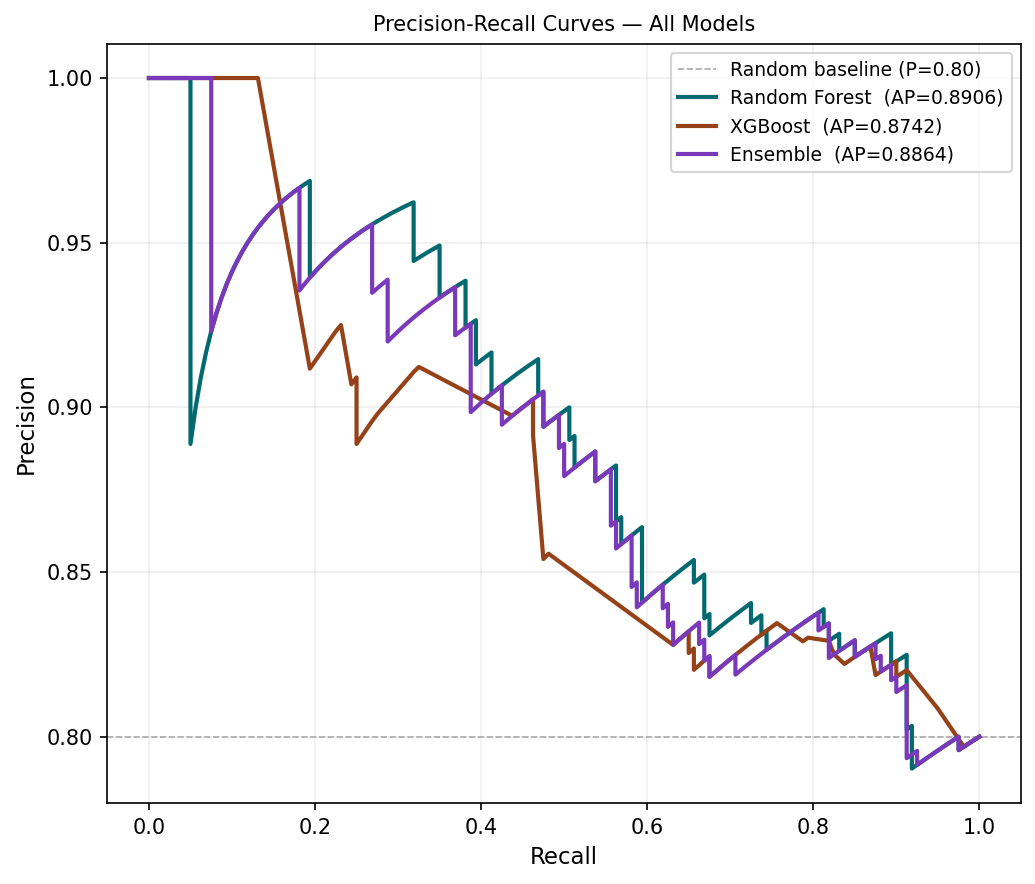 Precision-Recall Curves — All Models
Random baseline (P=0.80)
Random Forest  (AP=0.8906)
XGBoost  (AP=0.8742)
Ensemble  (AP=0.8864)
Precision
1.00
0.95
0.90
0.85
0.80
0.0 0.2 0.4 0.6 0.8 1.0
Recall